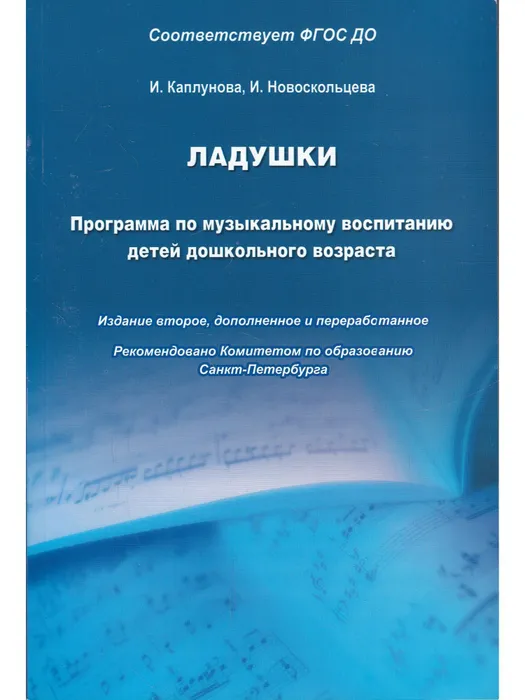 Соответствует ФГОС ДО
И. Каплунова, И. Новоскольцева
ЛАДУШКИ
Программа по музыкальному воспитанию
детей дошкольного возраста
Издание второе, дополненное и переработанное
Рекомендовано Комитетом по образованию
Санкт-Петербурга